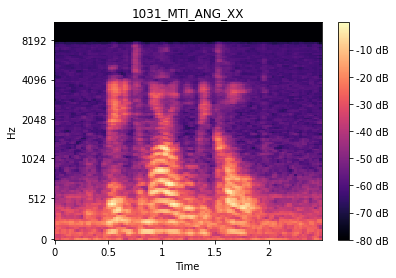 1031_MTI_ANG_XX
8192
4096
2048
1024
512
0
Hz
0
0.5
1
1.5
2
Time
-10 dB
-20 dB
-30 dB
-40 dB
-50 dB
-60 dB
-70 dB
-80 dB